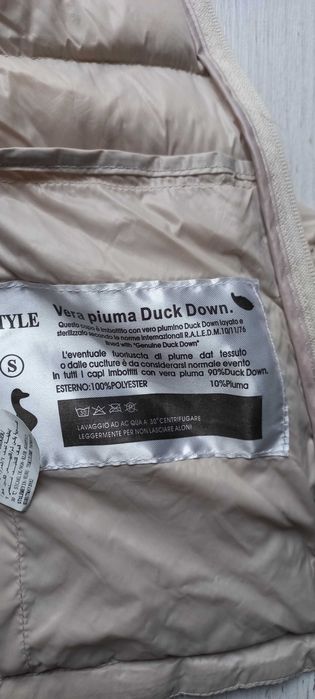 TYLE
S
Vera piuma Duck Down.
Questo capo è imbottito con vero piumino Duck Down lavato e
sterilizzato secondo le norme internazionali R.A.L.E.D.M.10/11/76
lined with "Genuine Duck Down"
L'eventuale fuoriuscita di piume dal tessuto
o dalle cuciture è da considerarsi normale evento
in tutti i capi imbottiti con vera piuma 90%Duck Down.
ESTERNO:100%POLYESTER 10%Piuma
LAVAGGIO AD AC QUA A 30°CENTRIFUGARE
LEGGERMENTE PER NON LASCIARE ALONI